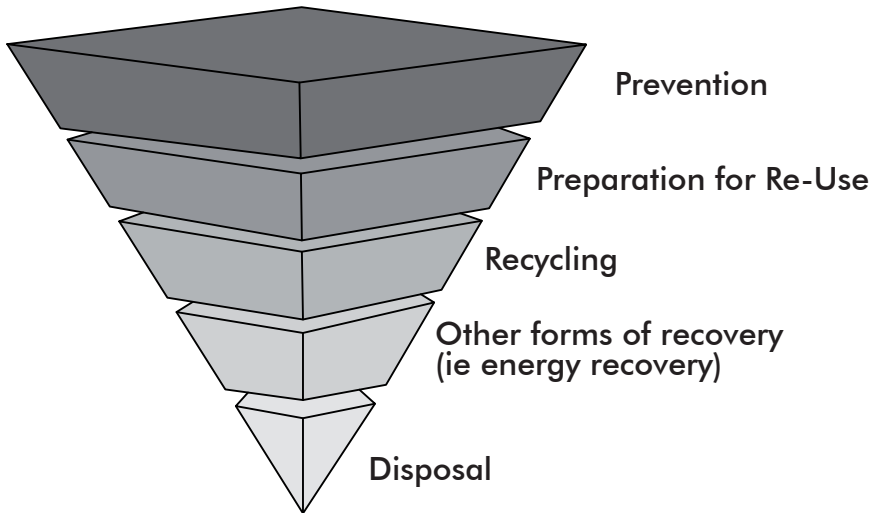 Prevention
Preparation for Re-Use
Recycling
Other forms of recovery
(ie energy recovery)
Disposal